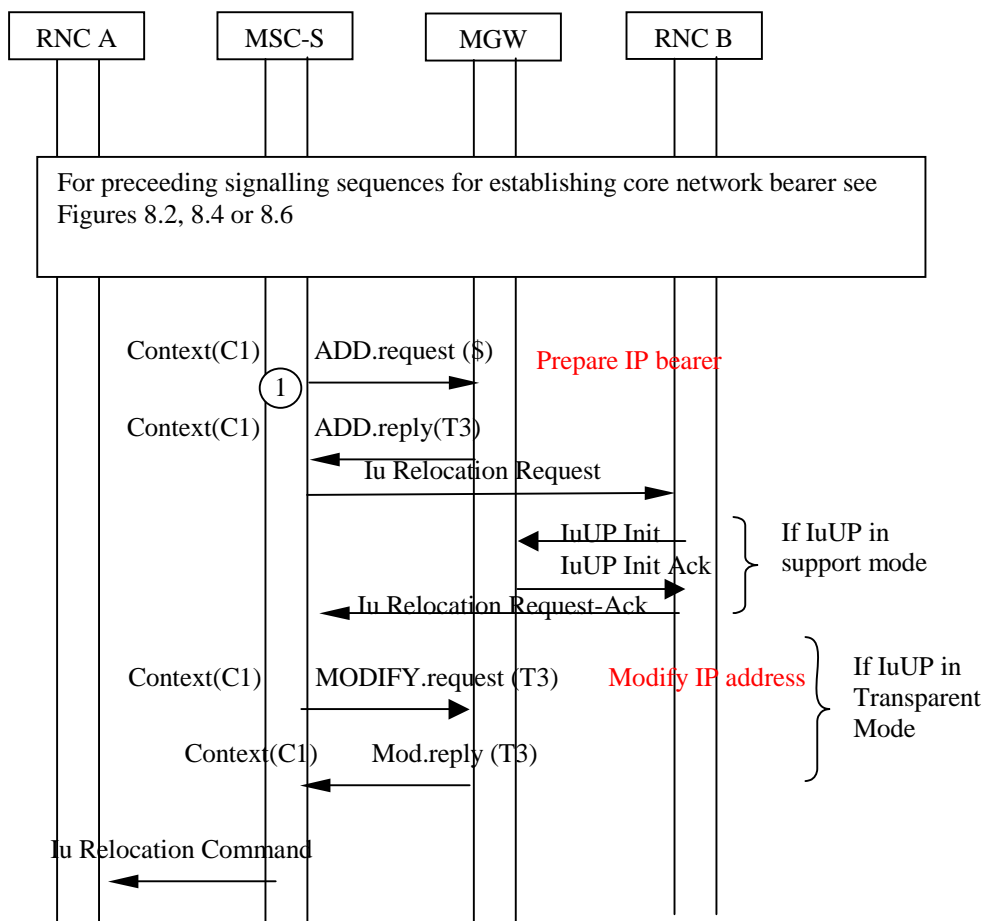 RNC A
MSC-S
MGW
RNC B
For preceeding signalling sequences for establishing core network bearer see
Figures 8.2, 8.4 or 8.6
Context(C1)
ADD.request ($)
Prepare IP bearer
1
Context(C1)
ADD.reply(T3)
Iu Relocation Request
IuUP Init
If IuUP in
support mode
IuUP Init Ack
Iu Relocation Request-Ack
Context(C1)
MODIFY.request (T3)
Modify IP address
If IuUP in
Transparent
Mode
Context(C1)
Mod.reply (T3)
Iu Relocation Command